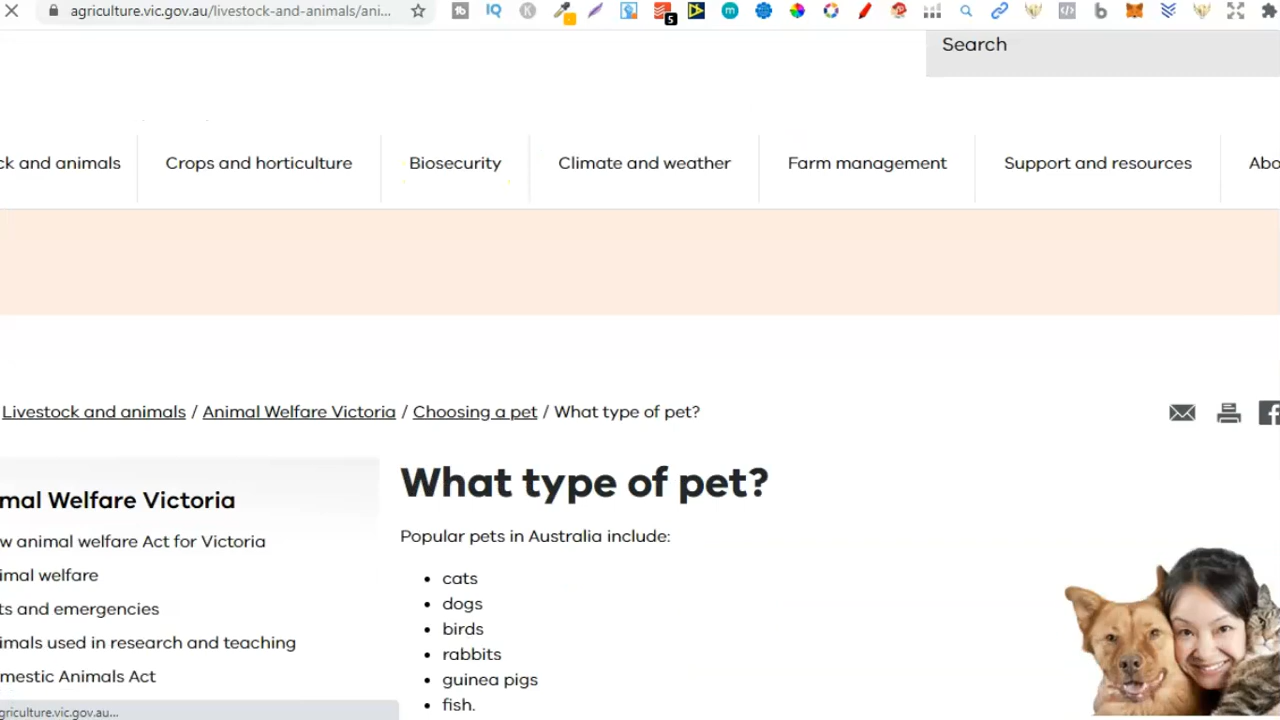 agriculture.vic.gov.au/livestock-and-animals/ani...
5
Search
ck and animals
Crops and horticulture
Biosecurity
Climate and weather
Farm management
Support and resources
Abo
Livestock and animals / Animal Welfare Victoria / Choosing a pet / What type of pet?
What type of pet?
mal Welfare Victoria
Popular pets in Australia include:
w animal welfare Act for Victoria
imal welfare
ts and emergencies
imals used in research and teaching
mestic Animals Act
• cats
• dogs
• birds
• rabbits
• guinea pigs
• fish.
griculture.vic.gov.au...